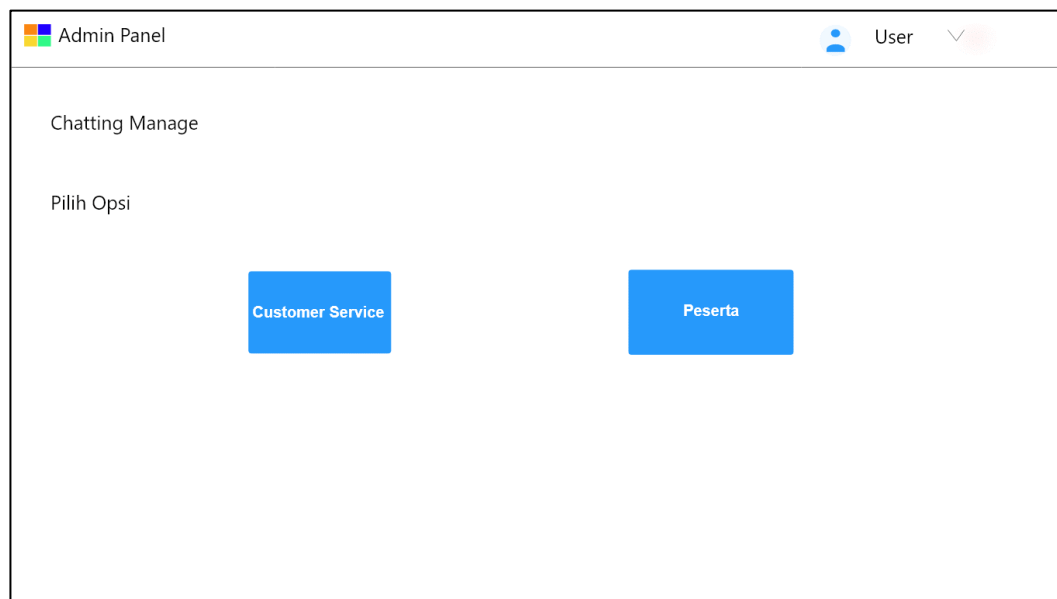 Admin Panel
User
Chatting Manage
Pilih Opsi
Customer Service
Peserta